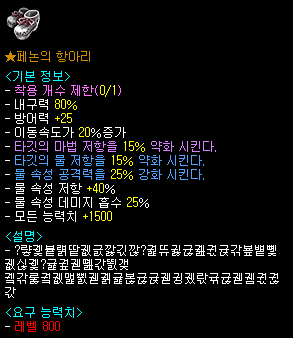 ★페논의 항아리
<기본 정보>
- 착용 개수 제한(0/1)
- 내구력 80%
- 방어력 +25
- 이동속도가 20%증가
- 타깃의 마법 저항을 15% 약화 시킨다.
- 타깃의 물 저항을 15% 약화 시킨다.
- 물 속성 공격력을 25% 강화 시킨다.
- 물 속성 저항 +40%
- 물 속성 데미지 흡수 25%
- 모든 능력치 +1500
<설명>
<요구 능력치>
- 레벨 800